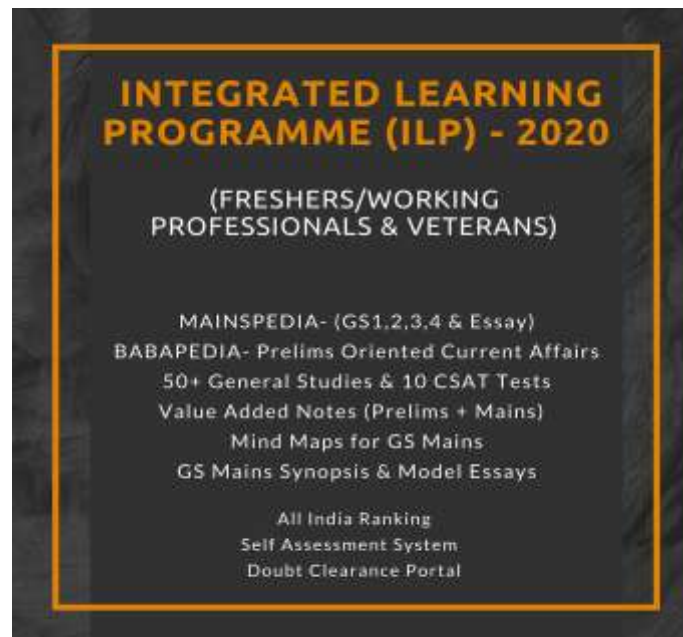 INTEGRATED LEARNING
PROGRAMME (ILP) - 2020
(FRESHERS/WORKING
PROFESSIONALS & VETERANS)
MAINSPEDIA- (GS1,2,3,4 & Essay)
BABAPEDIA- Prelims Oriented Current Affairs
50+ General Studies & 10 CSAT Tests
Value Added Notes (Prelims + Mains)
Mind Maps for GS Mains
GS Mains Synopsis & Model Essays
All India Ranking
Self Assessment System
Doubt Clearance Portal